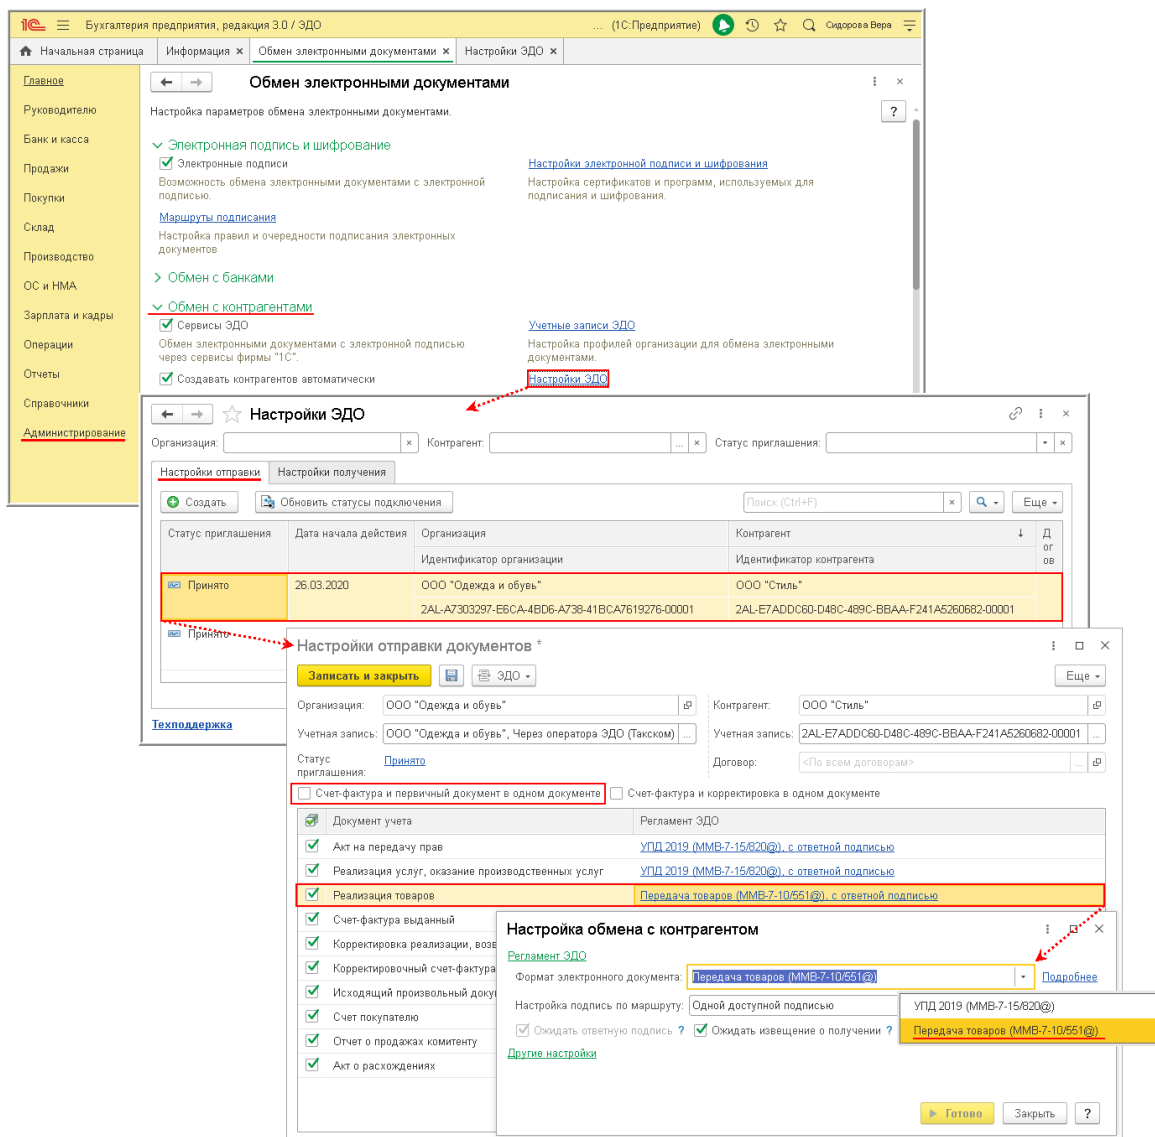 Бухгалтерия предприятия, редакция 3.0 / ЭДО ... (1С:Предприятие) Сидорова Вера
Начальная страница Информация × Обмен электронными документами × Настройки ЭДО ×
Главное
Руководителю
Банк и касса
Продажи
Покупки
Склад
Производство
ОС и НМА
Зарплата и кадры
Операции
Отчеты
Справочники
Администрирование
Обмен электронными документами
Настройка параметров обмена электронными документами. ?
Электронная подпись и шифрование
Электронные подписи Настройки электронной подписи и шифрования
Возможность обмена электронными документами с электронной Настройка сертификатов и программ, используемых для
подписью. подписания и шифрования.
Маршруты подписания
Настройка правил и очередности подписания электронных
документов
Обмен с банками
Обмен с контрагентами
Сервисы ЭДО Учетные записи ЭДО
Обмен электронными документами с электронной подписью Настройка профилей организации для обмена электронными
через сервисы фирмы "1С". документами.
Создавать контрагентов автоматически Настройки ЭДО
Настройки ЭДО
Организация: Контрагент: ... Статус приглашения:
Настройки отправки Настройки получения
Создать Обновить статусы подключения Поиск (Ctrl+F) Еще
Статус приглашения Дата начала действия Организация Контрагент ↓ Д
ог
ов
Идентификатор организации Идентификатор контрагента
Принято 26.03.2020 ООО "Одежда и обувь" ООО "Стиль"
2AL-A7303297-E6CA-4BD6-A738-41BCA7619276-00001 2AL-E7ADDC60-D48C-489C-BBAA-F241A5260682-00001
Принято
Техподдержка
Настройки отправки документов *
Записать и закрыть ЭДО Еще
Организация: ООО "Одежда и обувь" Контрагент: ООО "Стиль"
Учетная запись: ООО "Одежда и обувь", Через оператора ЭДО (Такском) ... Учетная запись: 2AL-E7ADDC60-D48C-489C-BBAA-F241A5260682-00001 ...
Статус
приглашения: Принято Договор: <По всем договорам> ...
Счет-фактура и первичный документ в одном документе Счет-фактура и корректировка в одном документе
Документ учета Регламент ЭДО
Акт на передачу прав УПД 2019 (ММВ-7-15/820@), с ответной подписью
Реализация услуг, оказание производственных услуг УПД 2019 (ММВ-7-15/820@), с ответной подписью
Реализация товаров Передача товаров (ММВ-7-10/551@), с ответной подписью
Счет-фактура выданный
Корректировка реализации, возв
Корректировочный счет-фактура
Исходящий произвольный доку
Счет покупателю
Отчет о продажах комитенту
Акт о расхождениях
Настройка обмена с контрагентом
Регламент ЭДО
Формат электронного документа: Передача товаров (ММВ-7-10/551@) Подробнее
Настройка подпись по маршруту: Одной доступной подписью
УПД 2019 (ММВ-7-15/820@)
Передача товаров (ММВ-7-10/551@)
Ожидать ответную подпись ? Ожидать извещение о получении ?
Другие настройки
Готово Закрыть ?